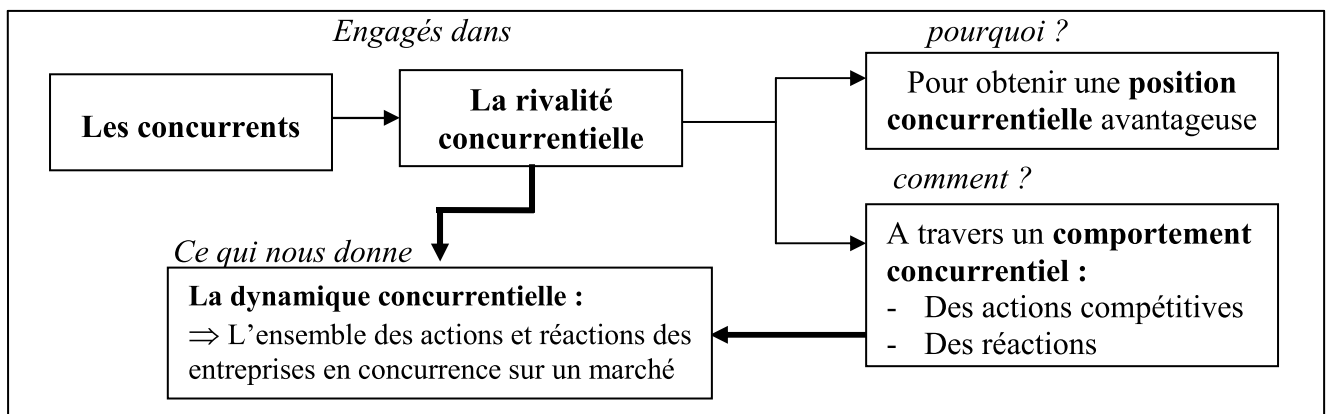 Engagés dans
pourquoi ?
Les concurrents
La rivalité
concurrentielle
Pour obtenir une position
concurrentielle avantageuse
comment ?
A travers un comportement
concurrentiel :
- Des actions compétitives
- Des réactions
Ce qui nous donne
La dynamique concurrentielle :
⇒ L’ensemble des actions et réactions des
entreprises en concurrence sur un marché